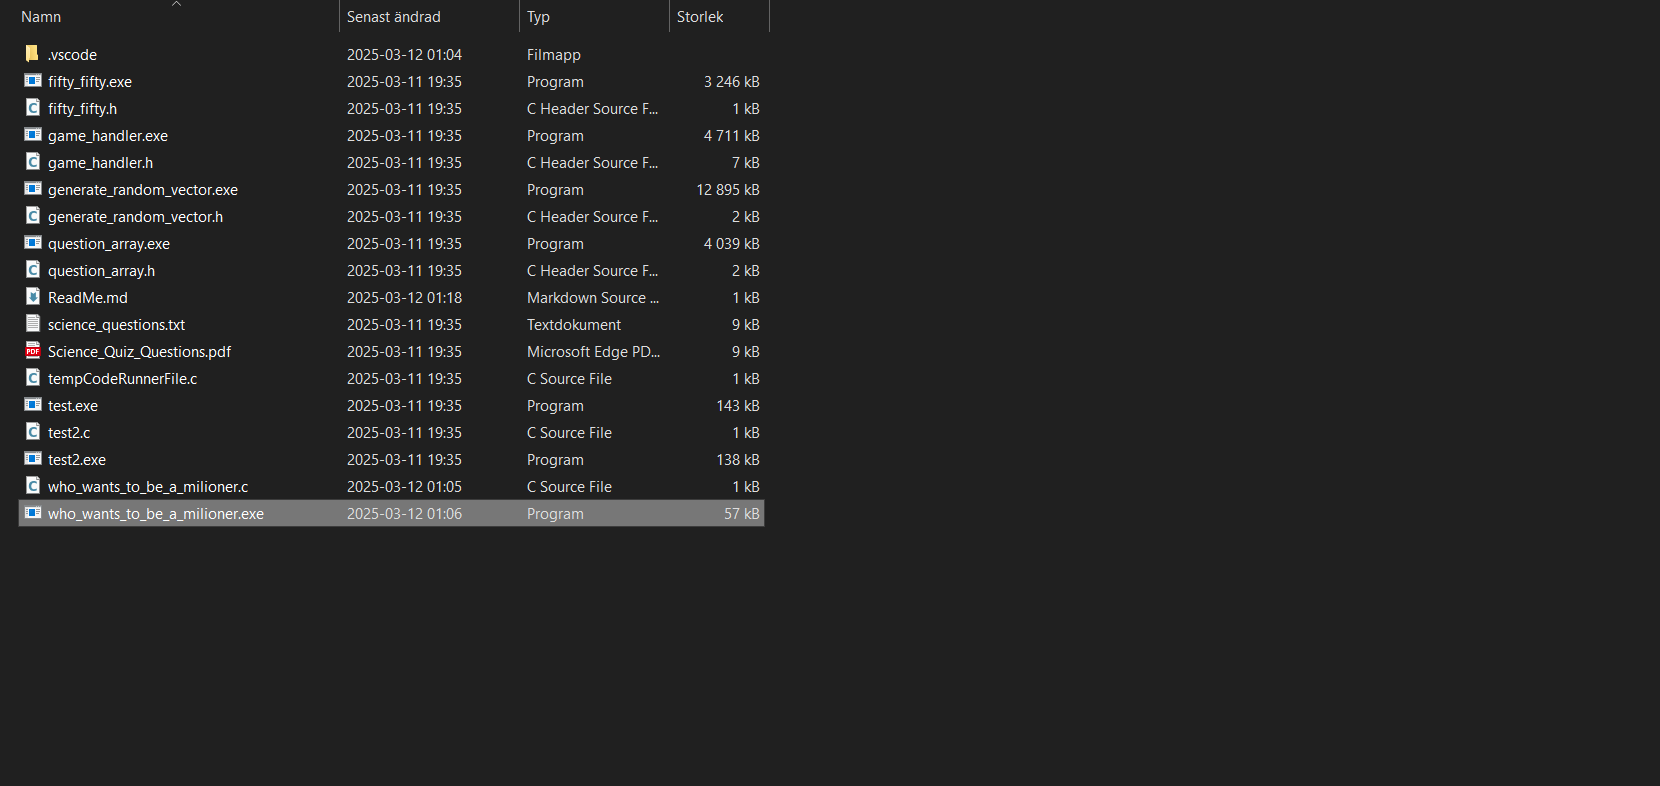 Namn Senast ändrad Typ Storlek
.vscode 2025-03-12 01:04 Filmapp
fifty_fifty.exe 2025-03-11 19:35 Program 3 246 kB
fifty_fifty.h 2025-03-11 19:35 C Header Source F... 1 kB
game_handler.exe 2025-03-11 19:35 Program 4 711 kB
game_handler.h 2025-03-11 19:35 C Header Source F... 7 kB
generate_random_vector.exe 2025-03-11 19:35 Program 12 895 kB
generate_random_vector.h 2025-03-11 19:35 C Header Source F... 2 kB
question_array.exe 2025-03-11 19:35 Program 4 039 kB
question_array.h 2025-03-11 19:35 C Header Source F... 2 kB
ReadMe.md 2025-03-12 01:18 Markdown Source ... 1 kB
science_questions.txt 2025-03-11 19:35 Textdokument 9 kB
PDF Science_Quiz_Questions.pdf 2025-03-11 19:35 Microsoft Edge PD... 9 kB
tempCodeRunnerFile.c 2025-03-11 19:35 C Source File 1 kB
test.exe 2025-03-11 19:35 Program 143 kB
test2.c 2025-03-11 19:35 C Source File 1 kB
test2.exe 2025-03-11 19:35 Program 138 kB
who_wants_to_be_a_milioner.c 2025-03-12 01:05 C Source File 1 kB
who_wants_to_be_a_milioner.exe 2025-03-12 01:06 Program 57 kB